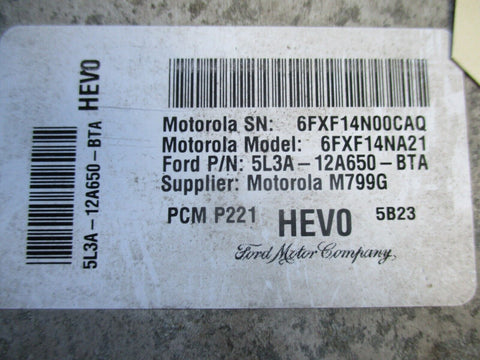 5L3A-12A650-BTA HEVO
Motorola SN: 6FXF14N00CAQ
Motorola Model: 6FXF14NA21
Ford P/N: 5L3A-12A650-BTA
Supplier: Motorola M799G
PCM P221 HEVO 5B23
Ford Motor Company,